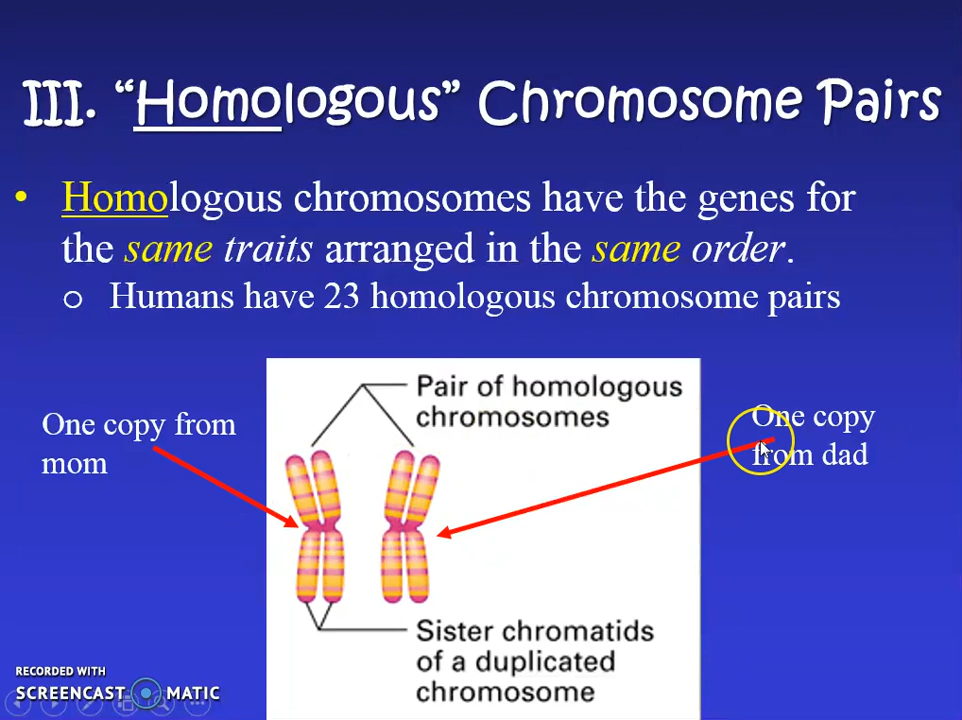 III. “Homologous” Chromosome Pairs
• Homologous chromosomes have the genes for
the same traits arranged in the same order.
o Humans have 23 homologous chromosome pairs
One copy from
mom
Pair of homologous
chromosomes
One copy
from dad
Sister chromatids
of a duplicated
chromosome
RECORDED WITH
SCREENCAST MATIC